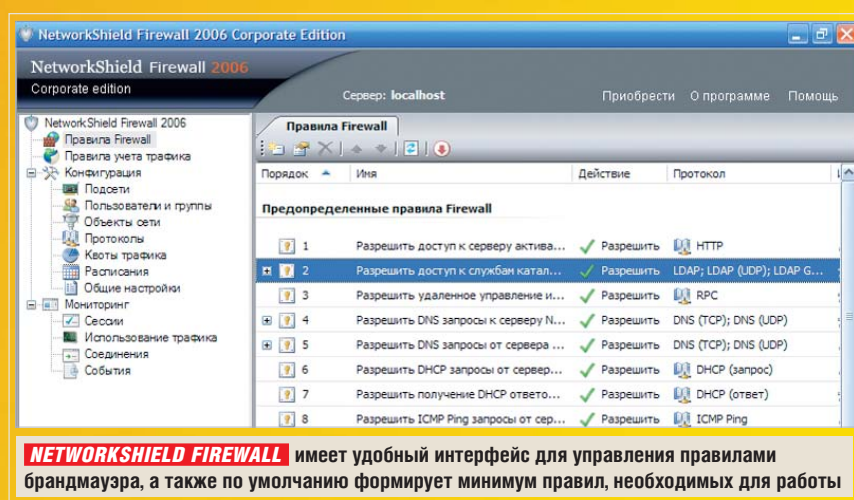 NetworkShield Firewall 2006 Corporate Edition
NetworkShield Firewall 2006
Corporate edition
Сервер: localhost
Приобрести О программе Помощь
NetworkShield Firewall 2006
Правила Firewall
Правила учета трафика
Конфигурация
Подсети
Пользователи и группы
Объекты сети
Протоколы
Квоты трафика
Расписания
Общие настройки
Мониторинг
Сессии
Использование трафика
Соединения
События
Правила Firewall
Порядок Имя Действие Протокол
Предопределенные правила Firewall
1 Разрешить доступ к серверу актива... Разрешить HTTP
2 Разрешить доступ к службам катал... Разрешить LDAP; LDAP (UDP); LDAP G...
3 Разрешить удаленное управление и... Разрешить RPC
4 Разрешить DNS запросы к серверу N... Разрешить DNS (TCP); DNS (UDP)
5 Разрешить DNS запросы от сервера ... Разрешить DNS (TCP); DNS (UDP)
6 Разрешить DHCP запросы от сервер... Разрешить DHCP (запрос)
7 Разрешить получение DHCP ответо... Разрешить DHCP (ответ)
8 Разрешить ICMP Ping запросы от сер... Разрешить ICMP Ping
NETWORKSHIELD FIREWALL имеет удобный интерфейс для управления правилами
брандмауэра, а также по умолчанию формирует минимум правил, необходимых для работы